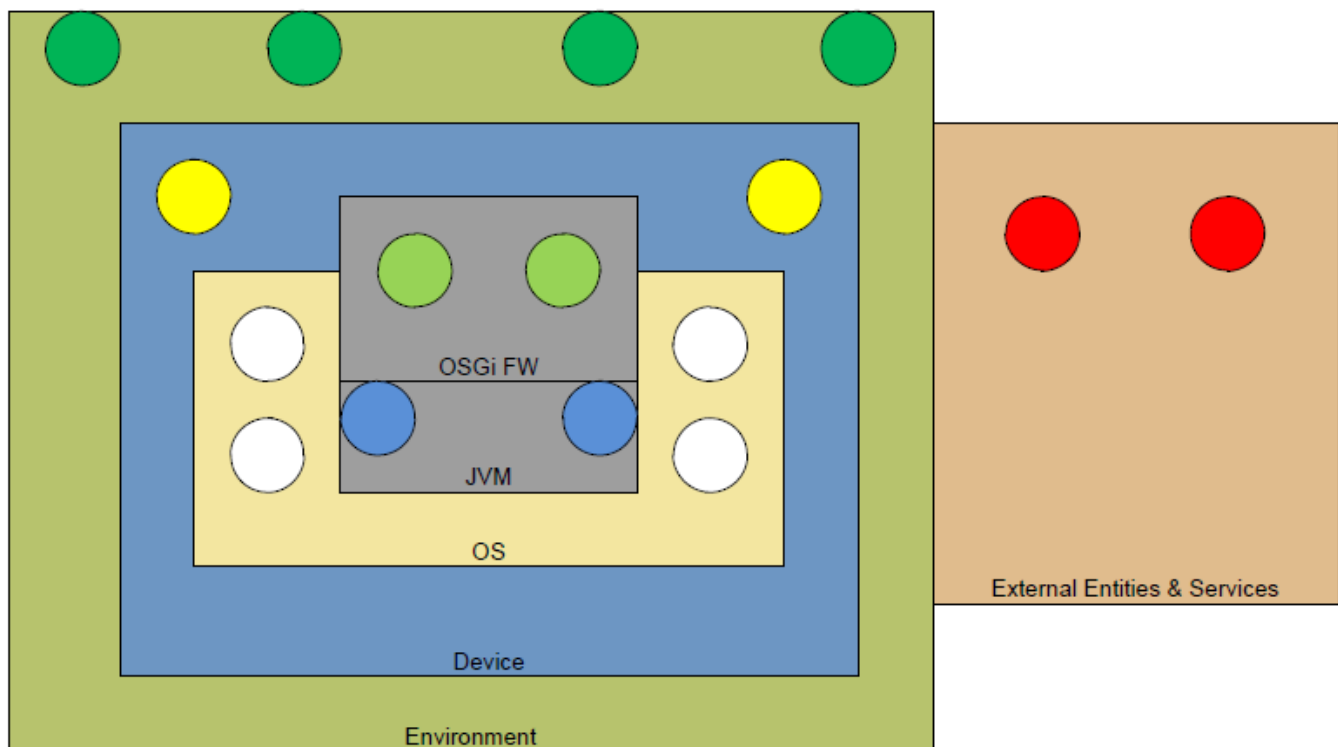 OSGi FW
JVM
OS
External Entities & Services
Device
Environment